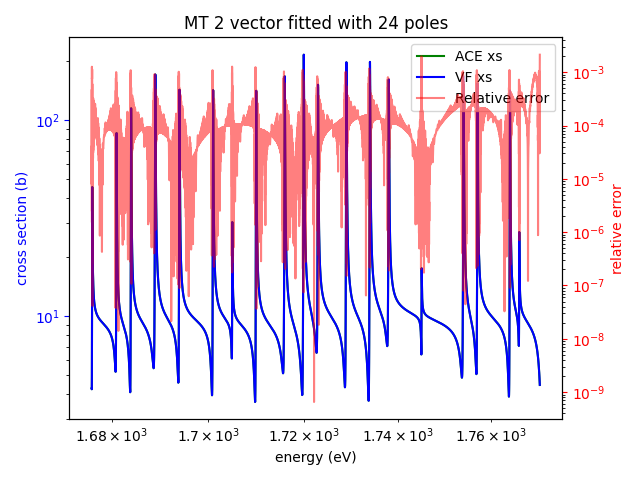 MT 2 vector fitted with 24 poles
ACE xs
VF xs
Relative error
cross section (b)
10²
10¹
relative error
10⁻³
10⁻⁴
10⁻⁵
10⁻⁶
10⁻⁷
10⁻⁸
10⁻⁹
1.68 × 10³ 1.7 × 10³ 1.72 × 10³ 1.74 × 10³ 1.76 × 10³
energy (eV)